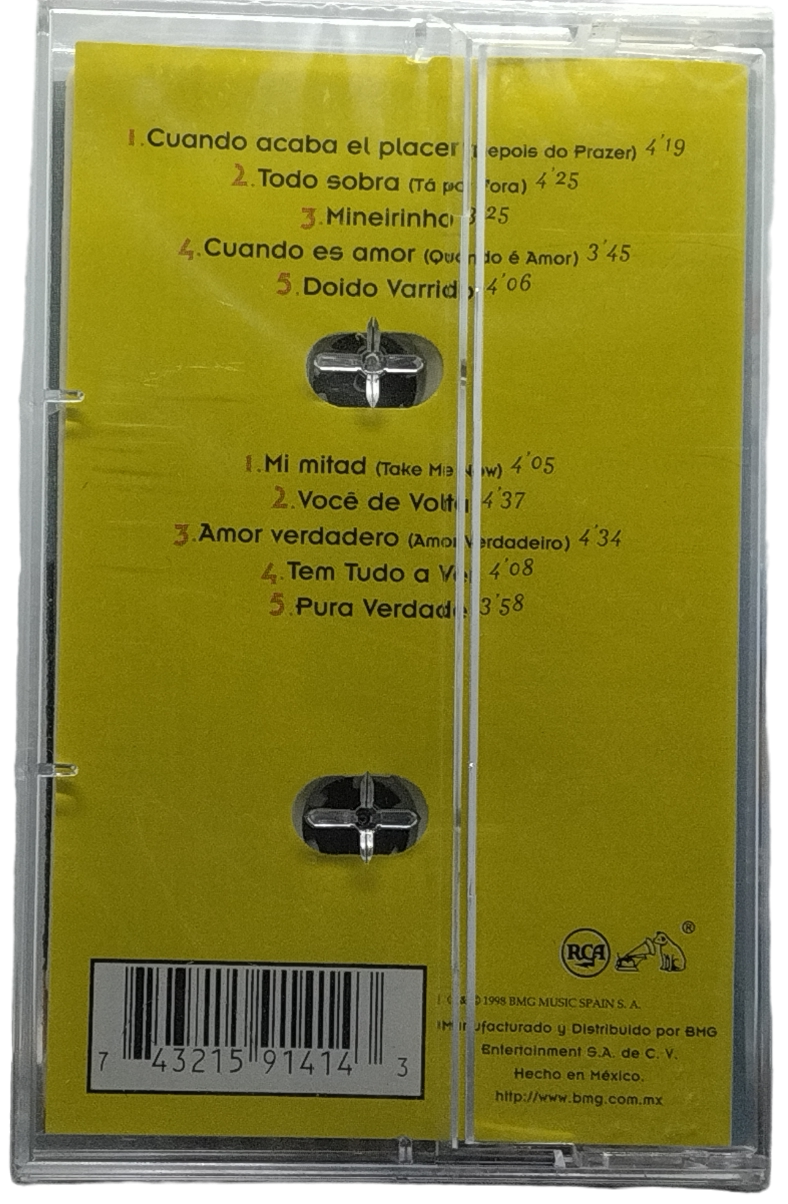 1.Cuando acaba el placer (Depois do Prazer) 4'19
2.Todo sobra (Tá por fora) 4'25
3.Mineirinho 3'25
4.Cuando es amor (Quando é Amor) 3'45
5.Doido Varrido 4'06
1.Mi mitad (Take Me Now) 4'05
2.Você de Volta 4'37
3.Amor verdadero (Amor Verdadeiro) 4'34
4.Tem Tudo a Ver 4'08
5.Pura Verdade 3'58
®
RCA
℗ & © 1998 BMG MUSIC SPAIN S. A.
Manufacturado y Distribuido por BMG
Entertainment S.A. de C. V.
Hecho en México.
http://www.bmg.com.mx
7 43215 91414 3